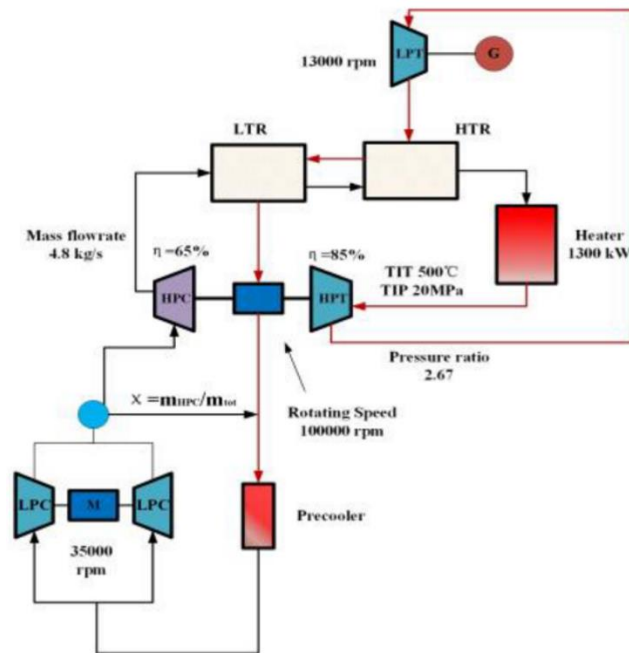 LPT
G
13000 rpm
LTR
HTR
Mass flowrate
4.8 kg/s
η =65%
η =85%
Heater
1300 kW
TIT 500℃
TIP 20MPa
HPC
HPT
Pressure ratio
2.67
X =mHPC/mtot
Rotating Speed
100000 rpm
LPC
M
LPC
Precooler
35000
rpm